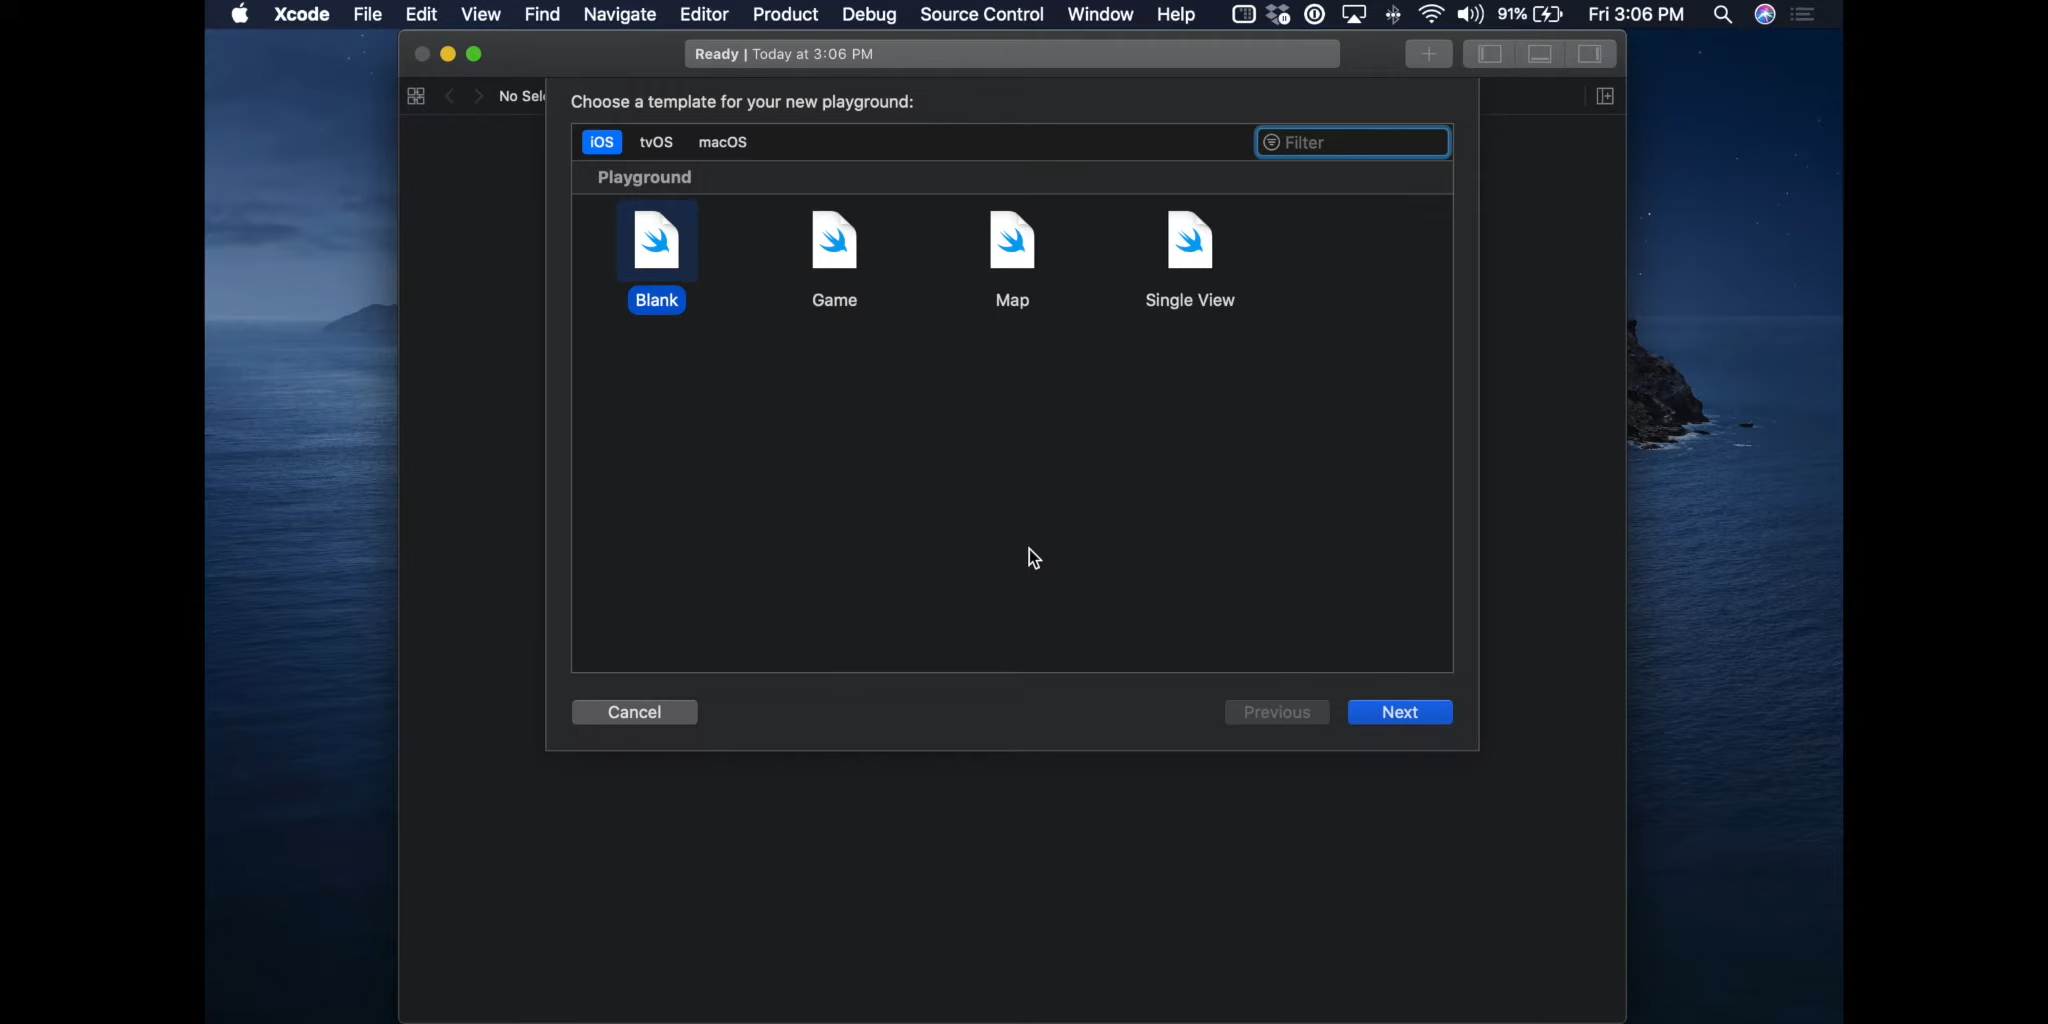 Xcode File Edit View Find Navigate Editor Product Debug Source Control Window Help 91% Fri 3:06 PM
Ready | Today at 3:06 PM
No Sel
Choose a template for your new playground:
iOS tvOS macOS Filter
Playground
Blank Game Map Single View
Cancel Previous Next